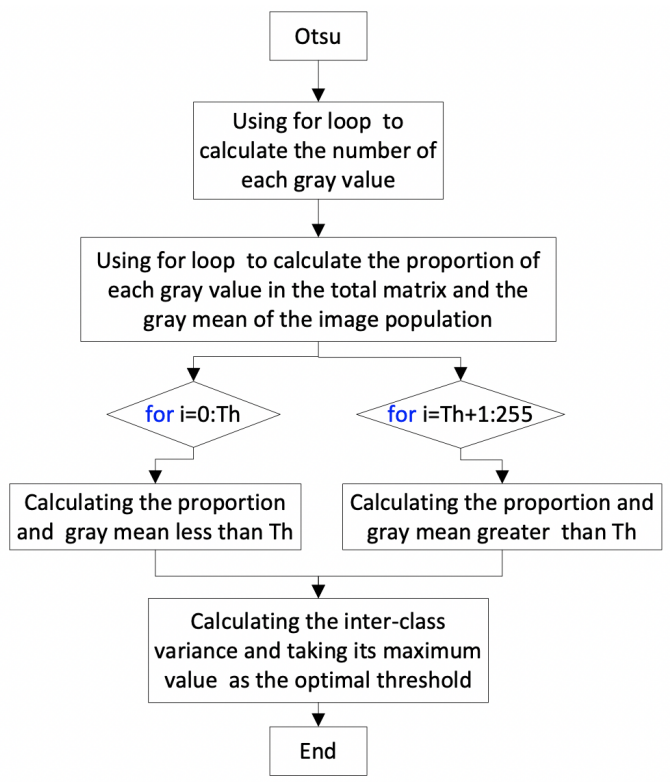 Otsu
Using for loop to
calculate the number of
each gray value
Using for loop to calculate the proportion of
each gray value in the total matrix and the
gray mean of the image population
for i=0:Th
for i=Th+1:255
Calculating the proportion
and gray mean less than Th
Calculating the proportion and
gray mean greater than Th
Calculating the inter-class
variance and taking its maximum
value as the optimal threshold
End